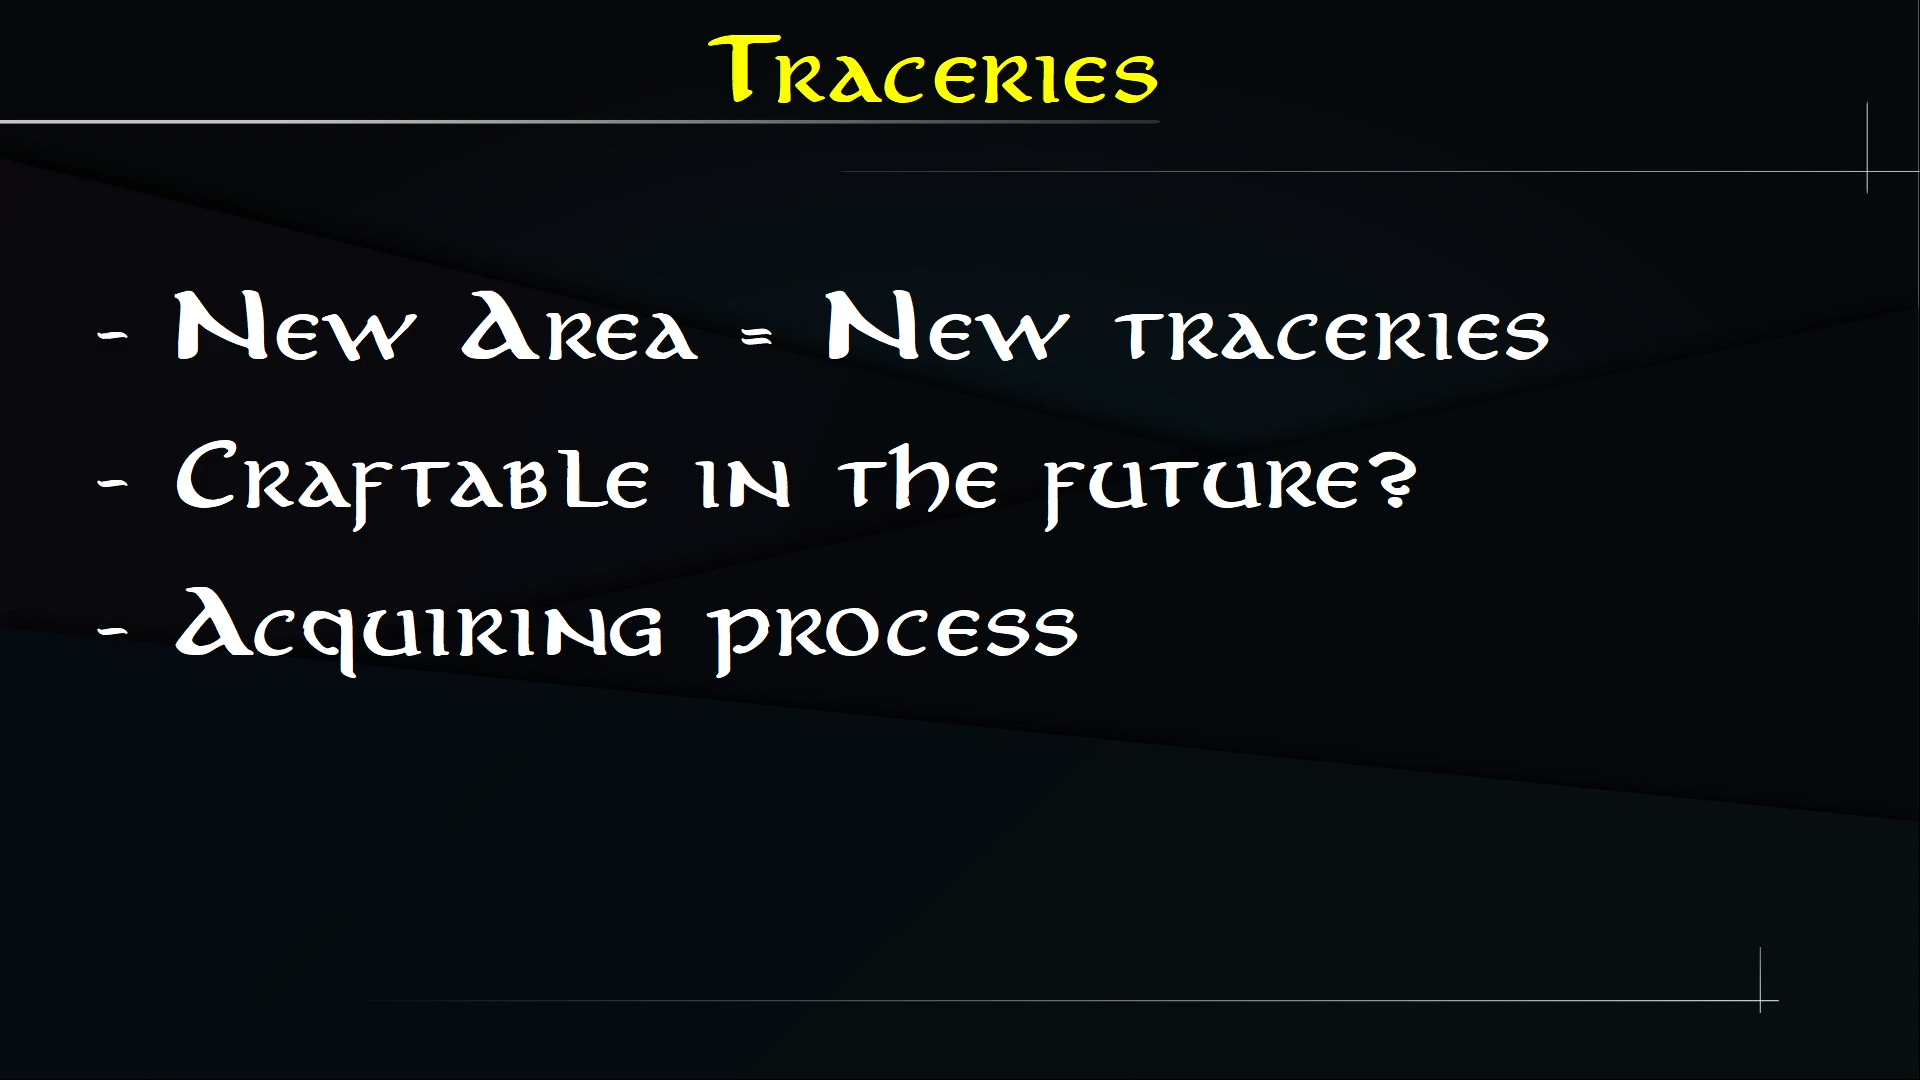 Traceries
- New Area = New traceries
- Craftable in the future?
- Acquiring process